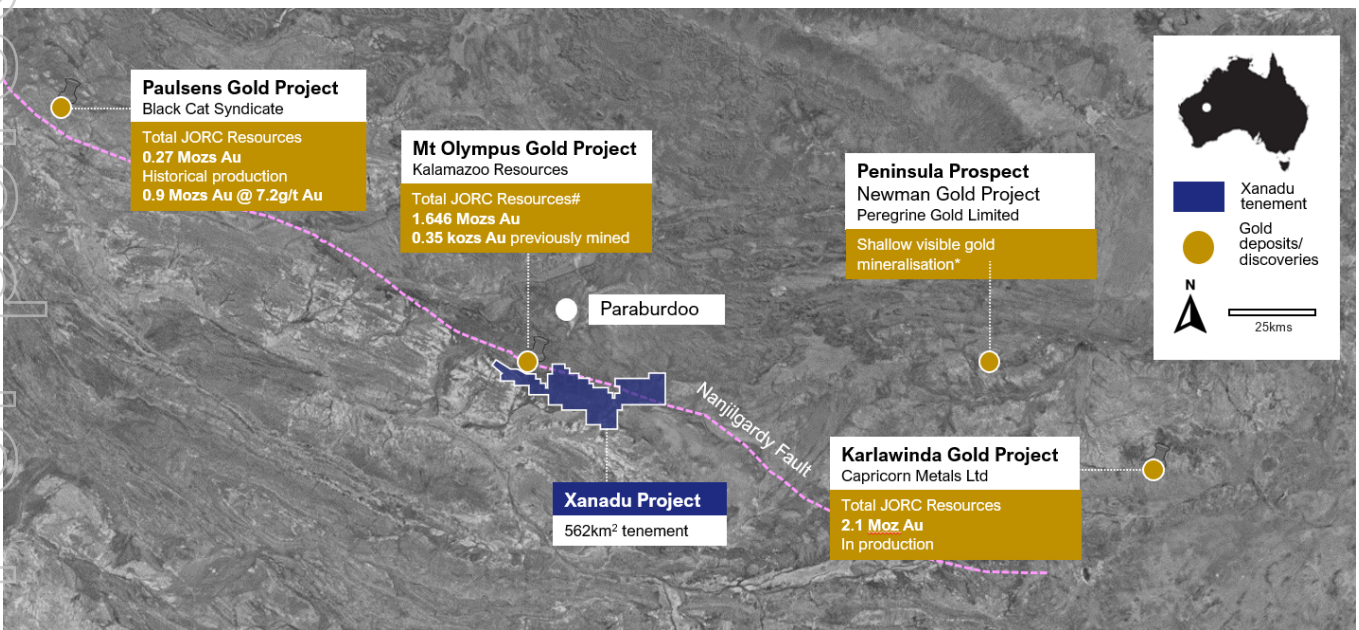 Paulsens Gold Project
Black Cat Syndicate
Total JORC Resources
0.27 Mozs Au
Historical production
0.9 Mozs Au @ 7.2g/t Au
Mt Olympus Gold Project
Kalamazoo Resources
Total JORC Resources#
1.646 Mozs Au
0.35 kozs Au previously mined
Peninsula Prospect
Newman Gold Project
Peregrine Gold Limited
Shallow visible gold
mineralisation*
Xanadu
tenement
Gold
deposits/
discoveries
N
25kms
Paraburdoo
Nanjilgardy Fault
Karlawinda Gold Project
Capricorn Metals Ltd
Total JORC Resources
2.1 Moz Au
In production
Xanadu Project
562km² tenement